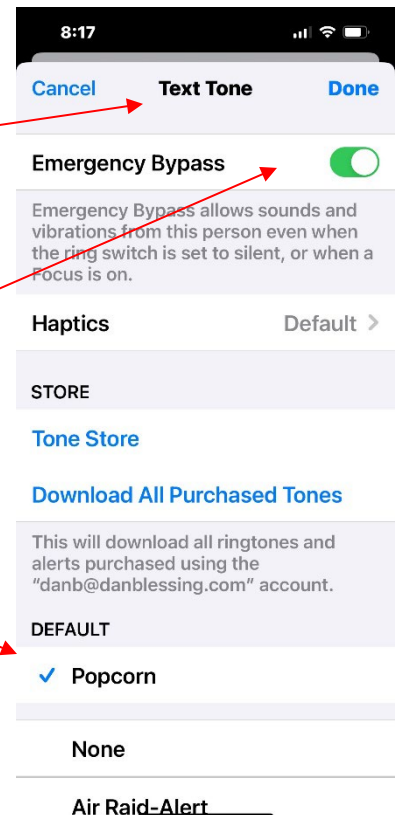 8:17
Cancel Text Tone Done
Emergency Bypass
Emergency Bypass allows sounds and
vibrations from this person even when
the ring switch is set to silent, or when a
Focus is on.
Haptics Default >
STORE
Tone Store
Download All Purchased Tones
This will download all ringtones and
alerts purchased using the
“danb@danblessing.com” account.
DEFAULT
✓ Popcorn
None
Air Raid-Alert